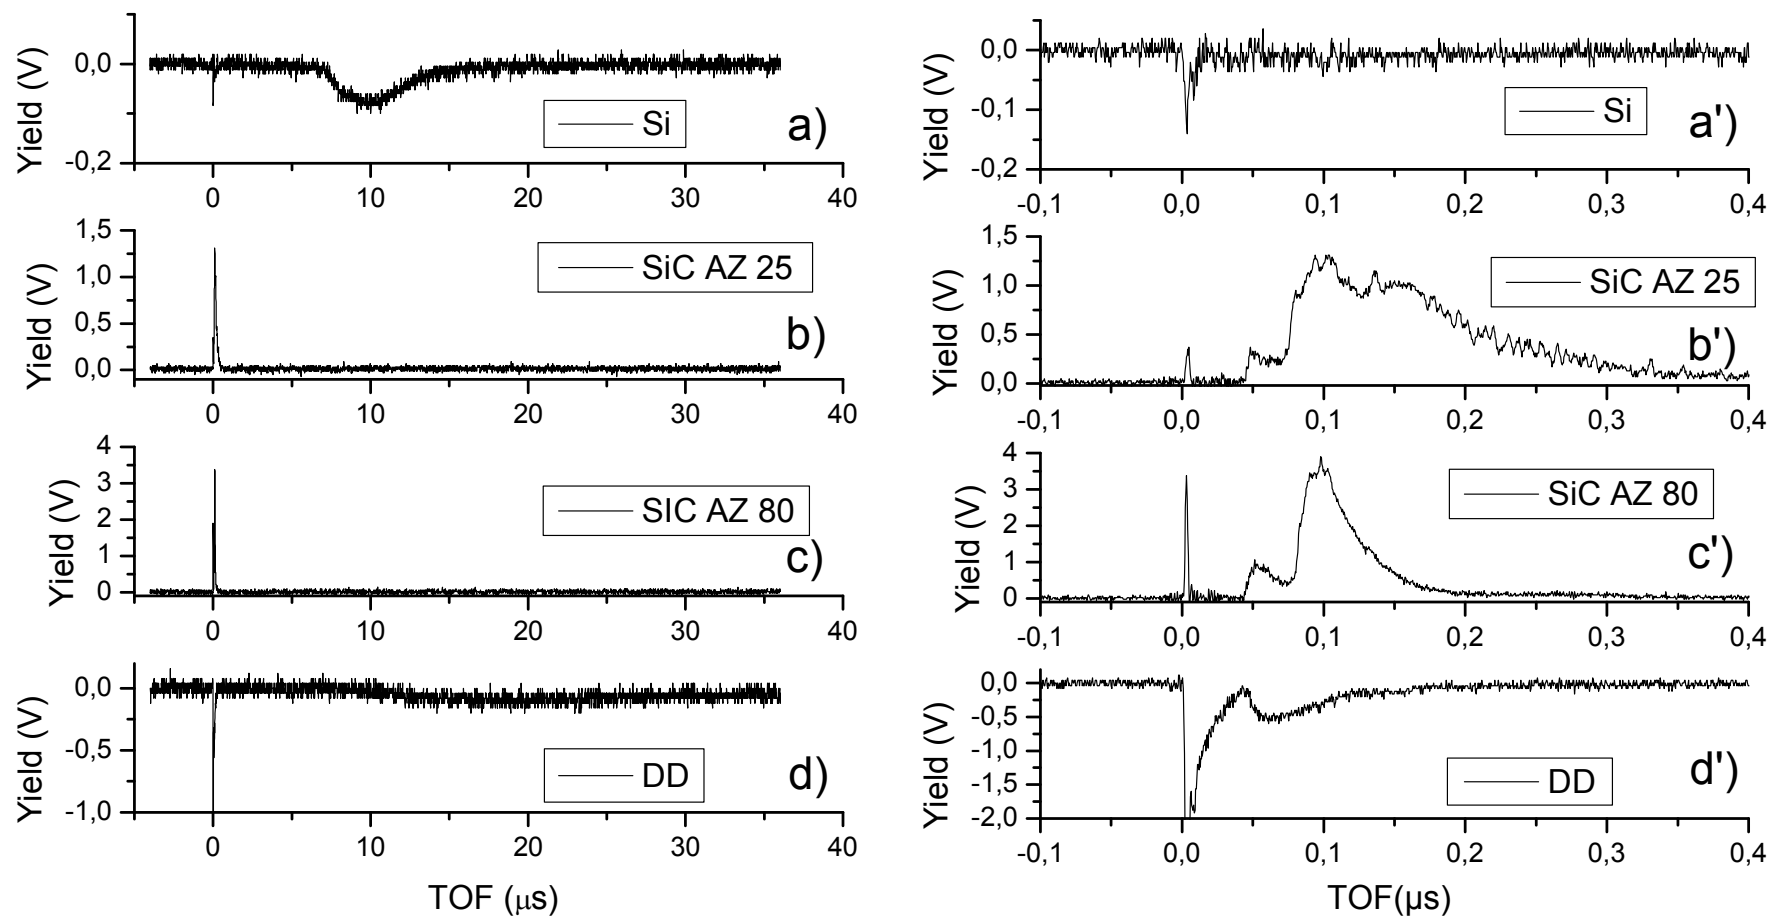 0,0
-0,2
Yield (V)
Si
a)
0 10 20 30 40
1,5
1,0
0,5
0,0
Yield (V)
SiC AZ 25
b)
0 10 20 30 40
4
3
2
1
0
Yield (V)
SIC AZ 80
c)
0 10 20 30 40
0,0
-0,5
-1,0
Yield (V)
DD
d)
0 10 20 30 40
TOF (μs)
0,0
-0,1
-0,2
Yield (V)
Si
a')
-0,1 0,0 0,1 0,2 0,3 0,4
1,5
1,0
0,5
0,0
Yield (V)
SiC AZ 25
b')
-0,1 0,0 0,1 0,2 0,3 0,4
4
3
2
1
0
Yield (V)
SiC AZ 80
c')
-0,1 0,0 0,1 0,2 0,3 0,4
0,0
-0,5
-1,0
-1,5
-2,0
Yield (V)
DD
d')
-0,1 0,0 0,1 0,2 0,3 0,4
TOF(µs)